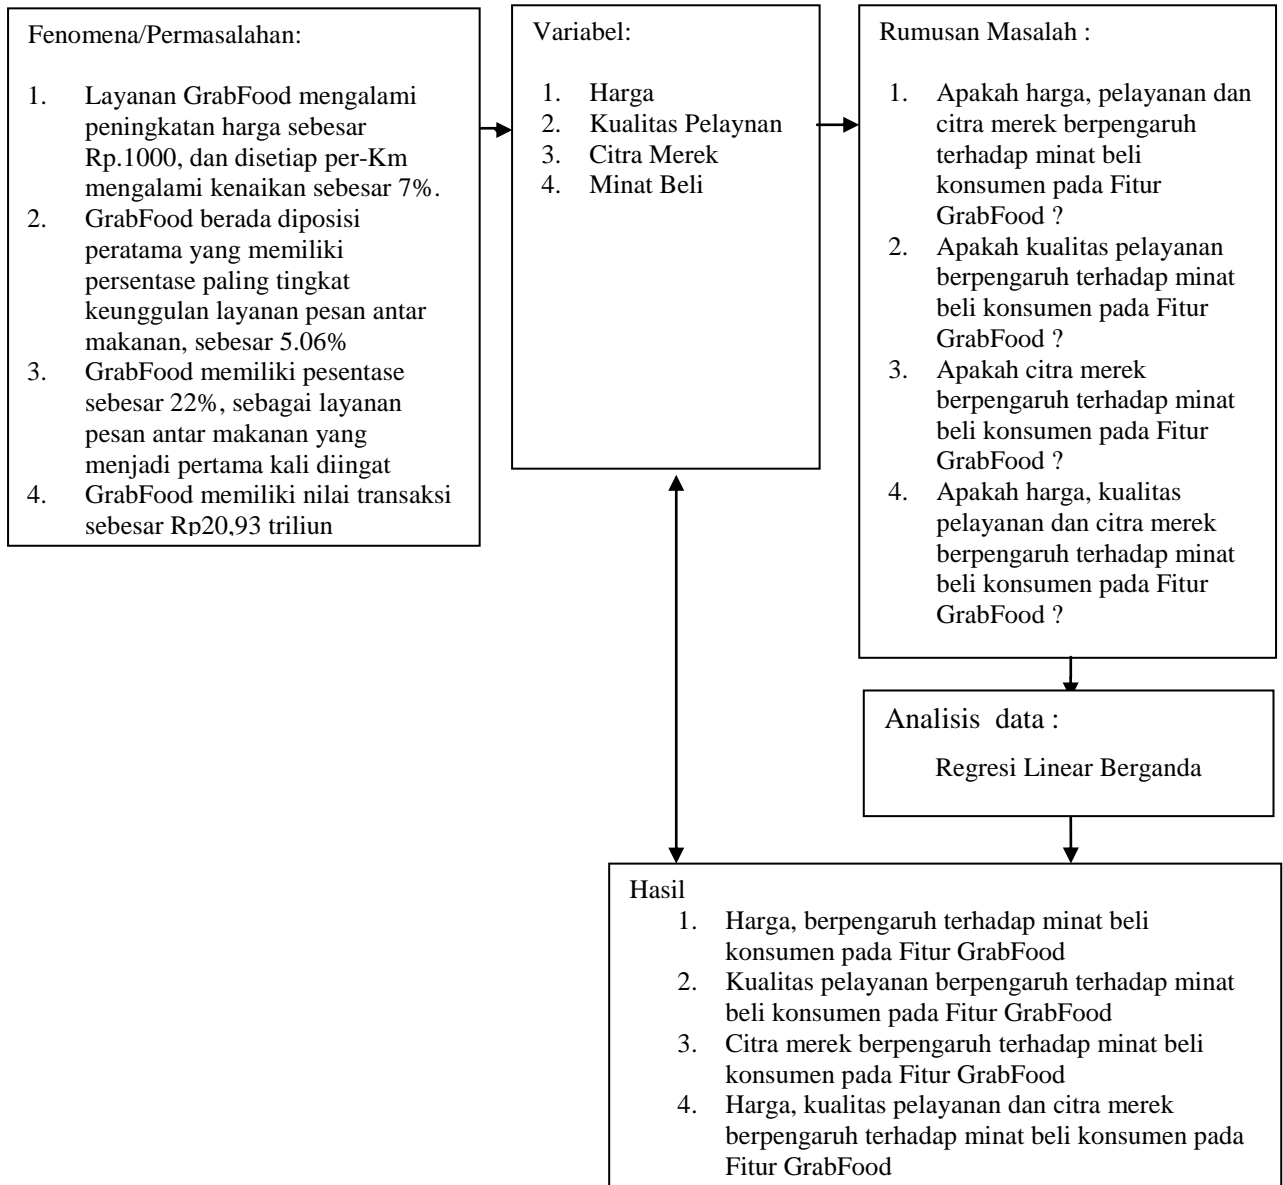 Fenomena/Permasalahan:
1. Layanan GrabFood mengalami
peningkatan harga sebesar
Rp.1000, dan disetiap per-Km
mengalami kenaikan sebesar 7%.
2. GrabFood berada diposisi
peratama yang memiliki
persentase paling tingkat
keunggulan layanan pesan antar
makanan, sebesar 5.06%
3. GrabFood memiliki pesentase
sebesar 22%, sebagai layanan
pesan antar makanan yang
menjadi pertama kali diingat
4. GrabFood memiliki nilai transaksi
sebesar Rp20,93 triliun
Variabel:
1. Harga
2. Kualitas Pelaynan
3. Citra Merek
4. Minat Beli
Rumusan Masalah :
1. Apakah harga, pelayanan dan
citra merek berpengaruh
terhadap minat beli
konsumen pada Fitur
GrabFood ?
2. Apakah kualitas pelayanan
berpengaruh terhadap minat
beli konsumen pada Fitur
GrabFood ?
3. Apakah citra merek
berpengaruh terhadap minat
beli konsumen pada Fitur
GrabFood ?
4. Apakah harga, kualitas
pelayanan dan citra merek
berpengaruh terhadap minat
beli konsumen pada Fitur
GrabFood ?
Analisis data :
Regresi Linear Berganda
Hasil
1. Harga, berpengaruh terhadap minat beli
konsumen pada Fitur GrabFood
2. Kualitas pelayanan berpengaruh terhadap minat
beli konsumen pada Fitur GrabFood
3. Citra merek berpengaruh terhadap minat beli
konsumen pada Fitur GrabFood
4. Harga, kualitas pelayanan dan citra merek
berpengaruh terhadap minat beli konsumen pada
Fitur GrabFood